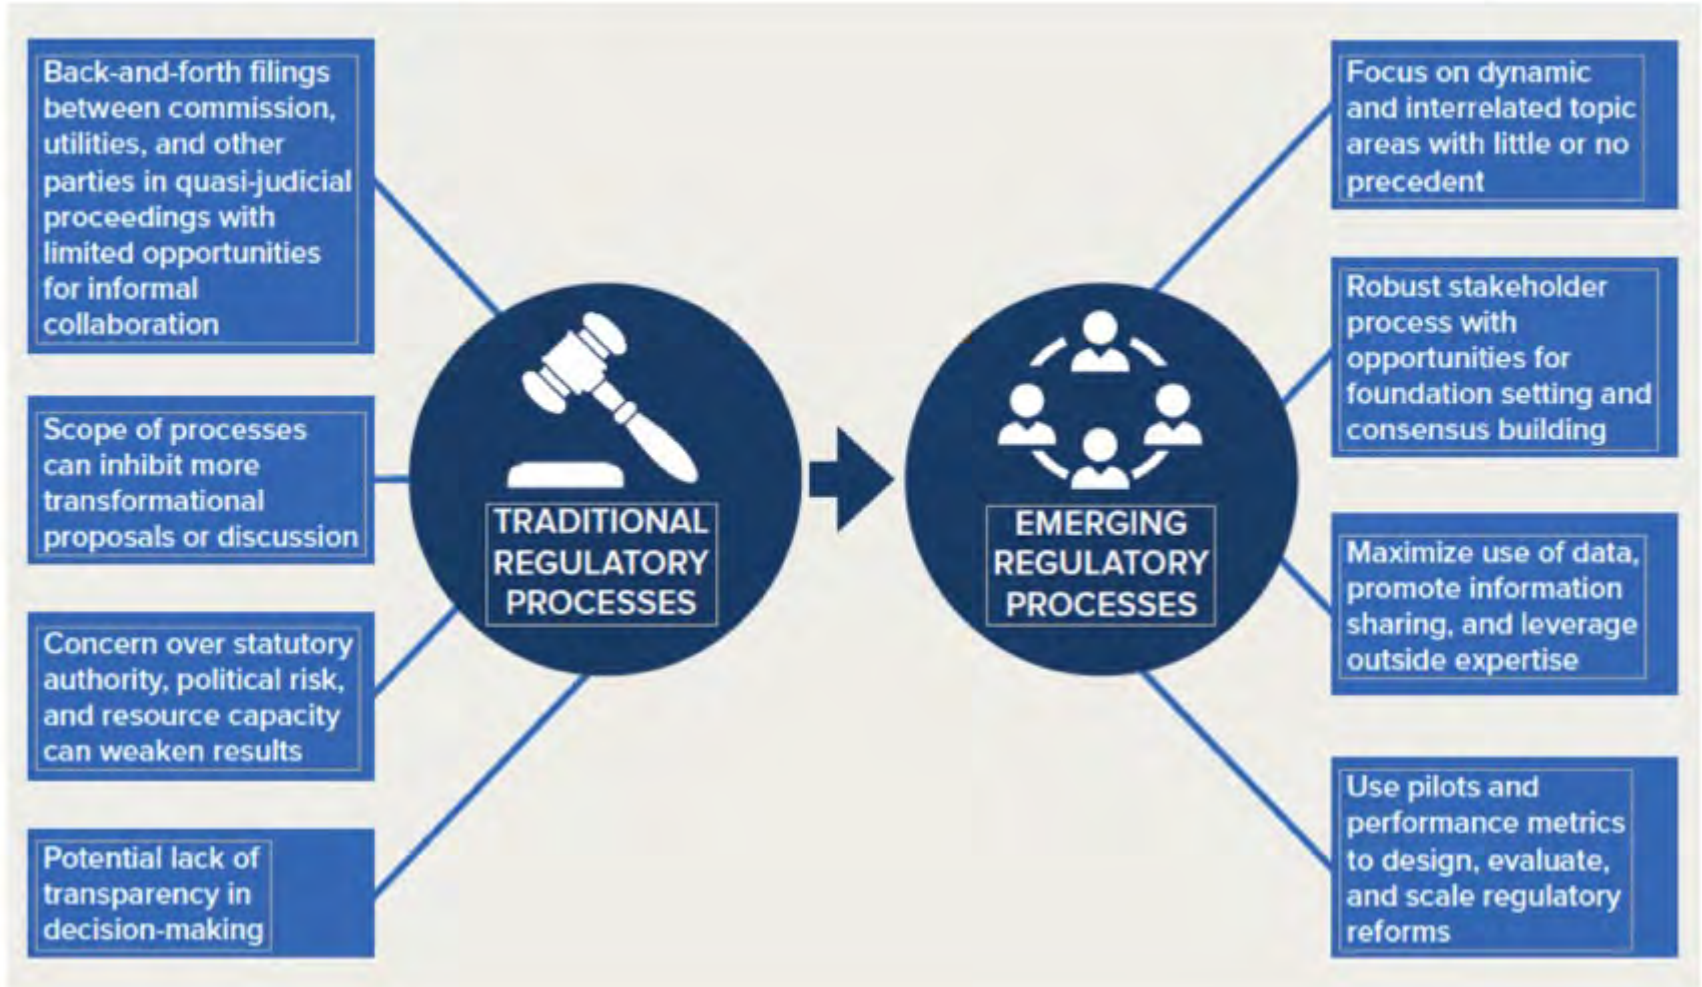 Back-and-forth filings
between commission,
utilities, and other
parties in quasi-judicial
proceedings with
limited opportunities
for informal
collaboration
Scope of processes
can inhibit more
transformational
proposals or discussion
Concern over statutory
authority, political risk,
and resource capacity
can weaken results
Potential lack of
transparency in
decision-making
TRADITIONAL
REGULATORY
PROCESSES
EMERGING
REGULATORY
PROCESSES
Focus on dynamic
and interrelated topic
areas with little or no
precedent
Robust stakeholder
process with
opportunities for
foundation setting and
consensus building
Maximize use of data,
promote information
sharing, and leverage
outside expertise
Use pilots and
performance metrics
to design, evaluate,
and scale regulatory
reforms